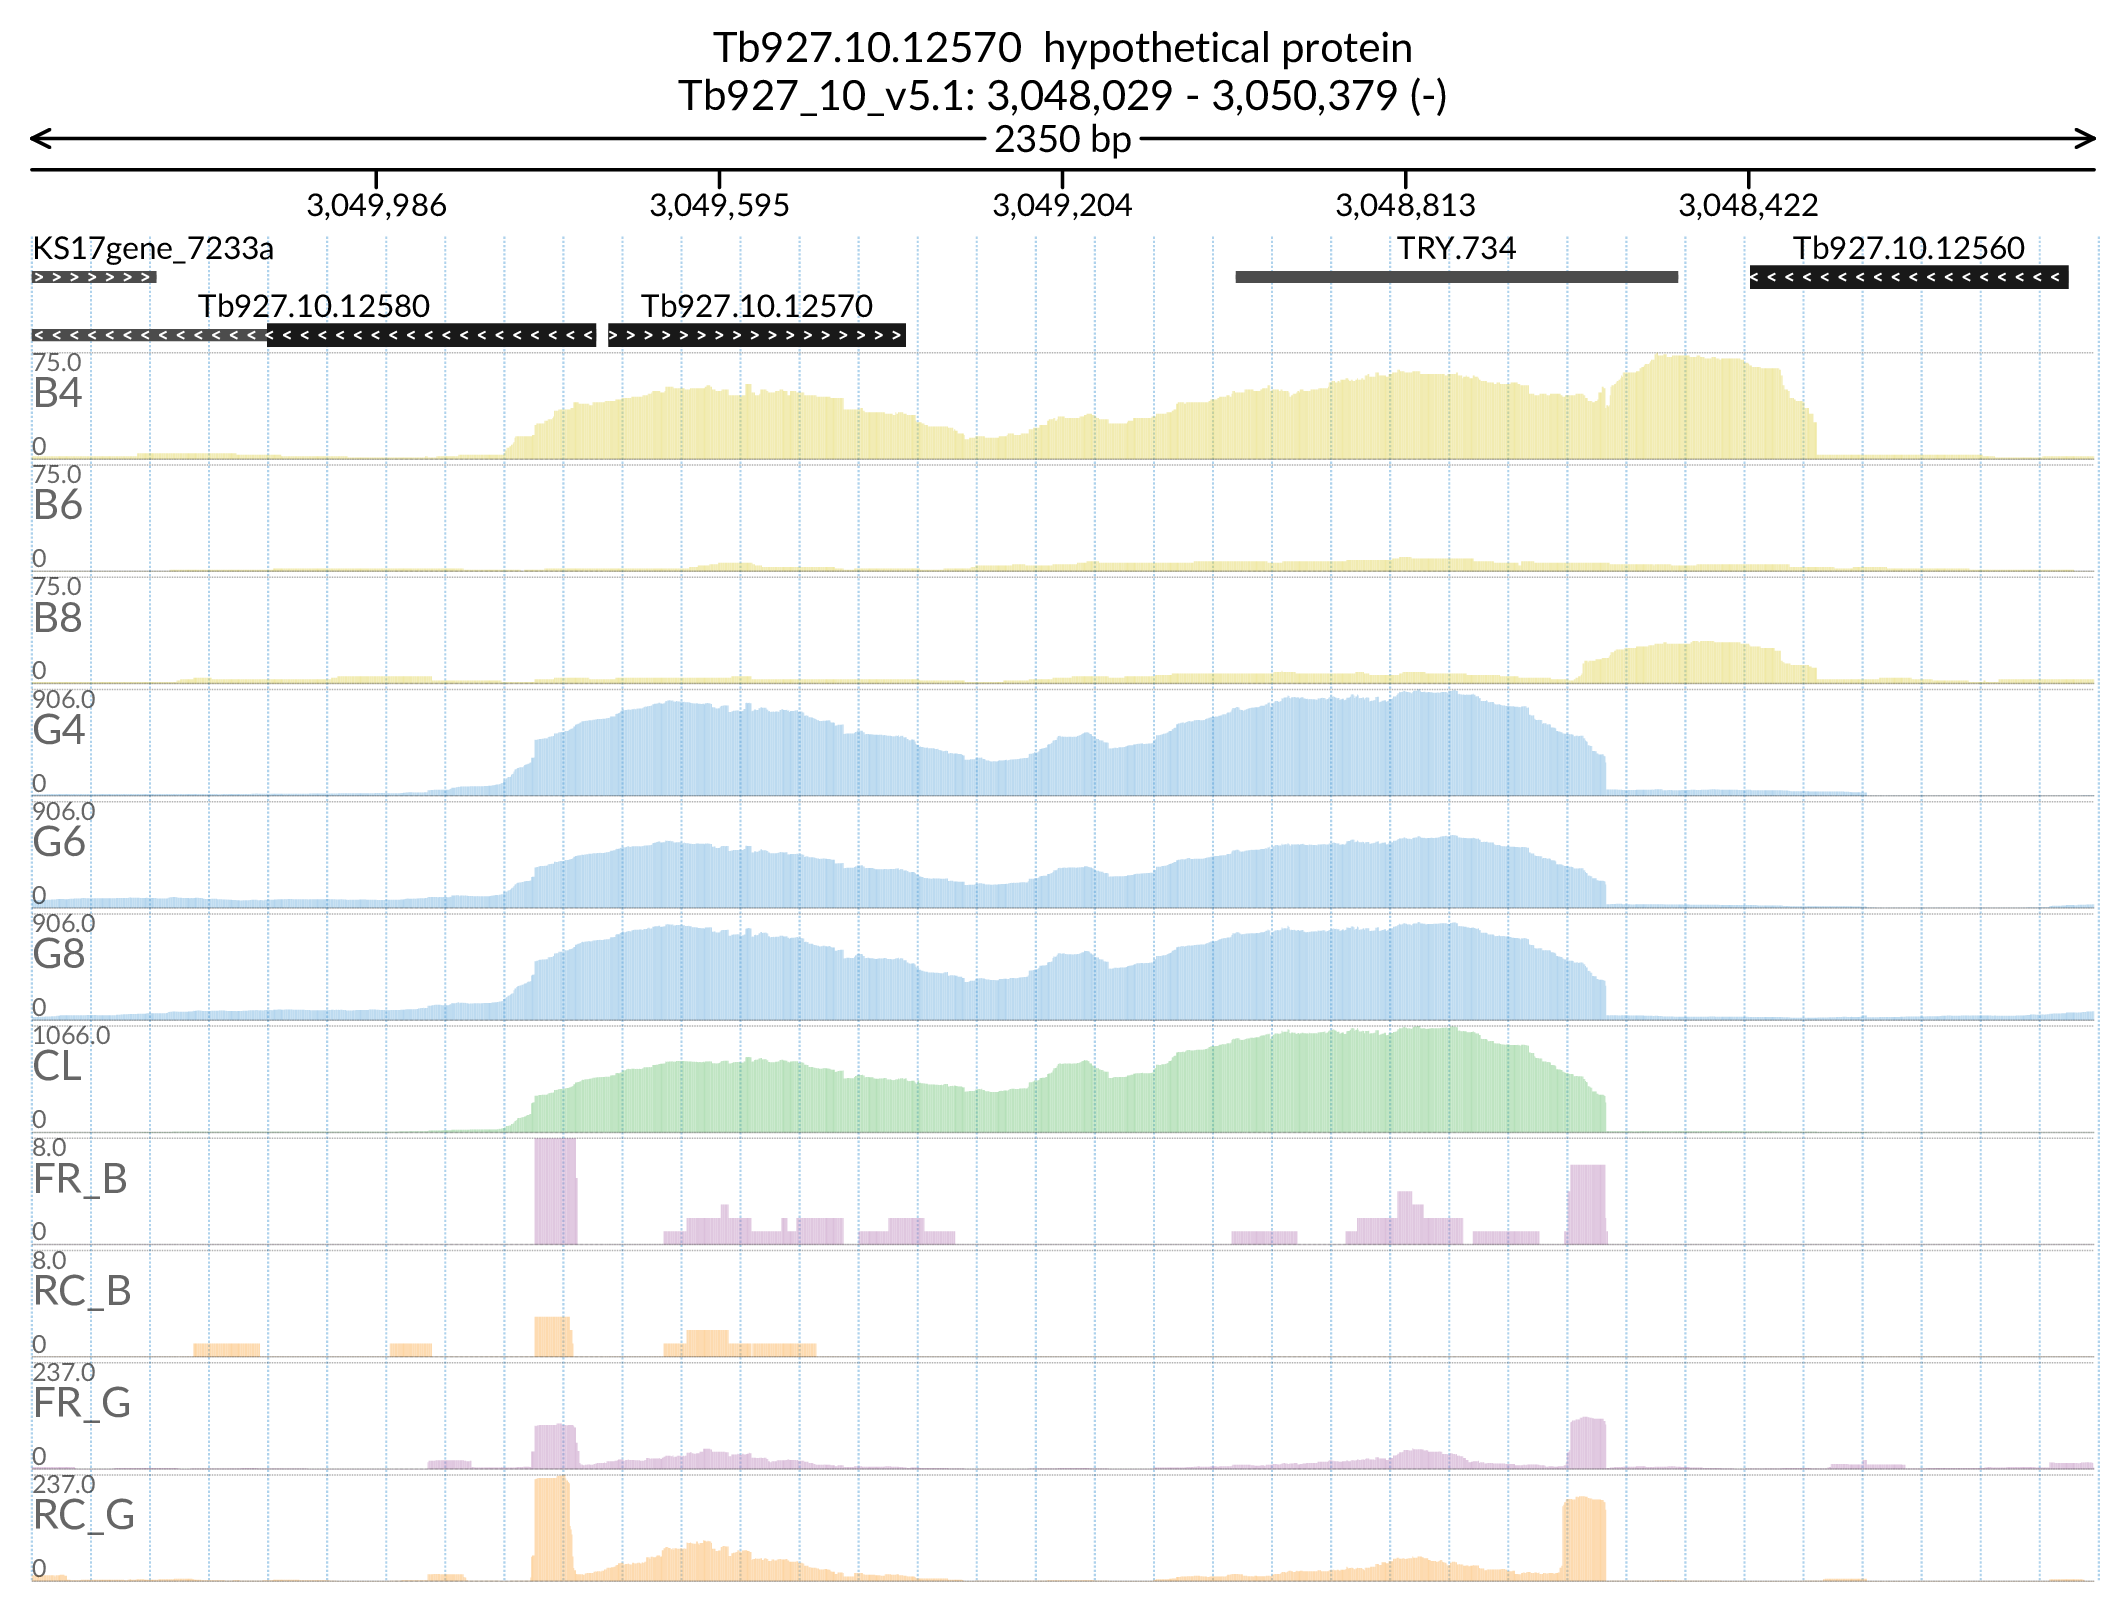 Tb927.10.12570  hypothetical protein
Tb927_10_v5.1: 3,048,029 - 3,050,379 (-)
2350 bp
3,049,986 3,049,595 3,049,204 3,048,813 3,048,422
KS17gene_7233a TRY.734 Tb927.10.12560
Tb927.10.12580 Tb927.10.12570
75.0
B4
0
75.0
B6
0
75.0
B8
0
906.0
G4
0
906.0
G6
0
906.0
G8
0
1066.0
CL
0
8.0
FR_B
0
8.0
RC_B
0
237.0
FR_G
0
237.0
RC_G
0